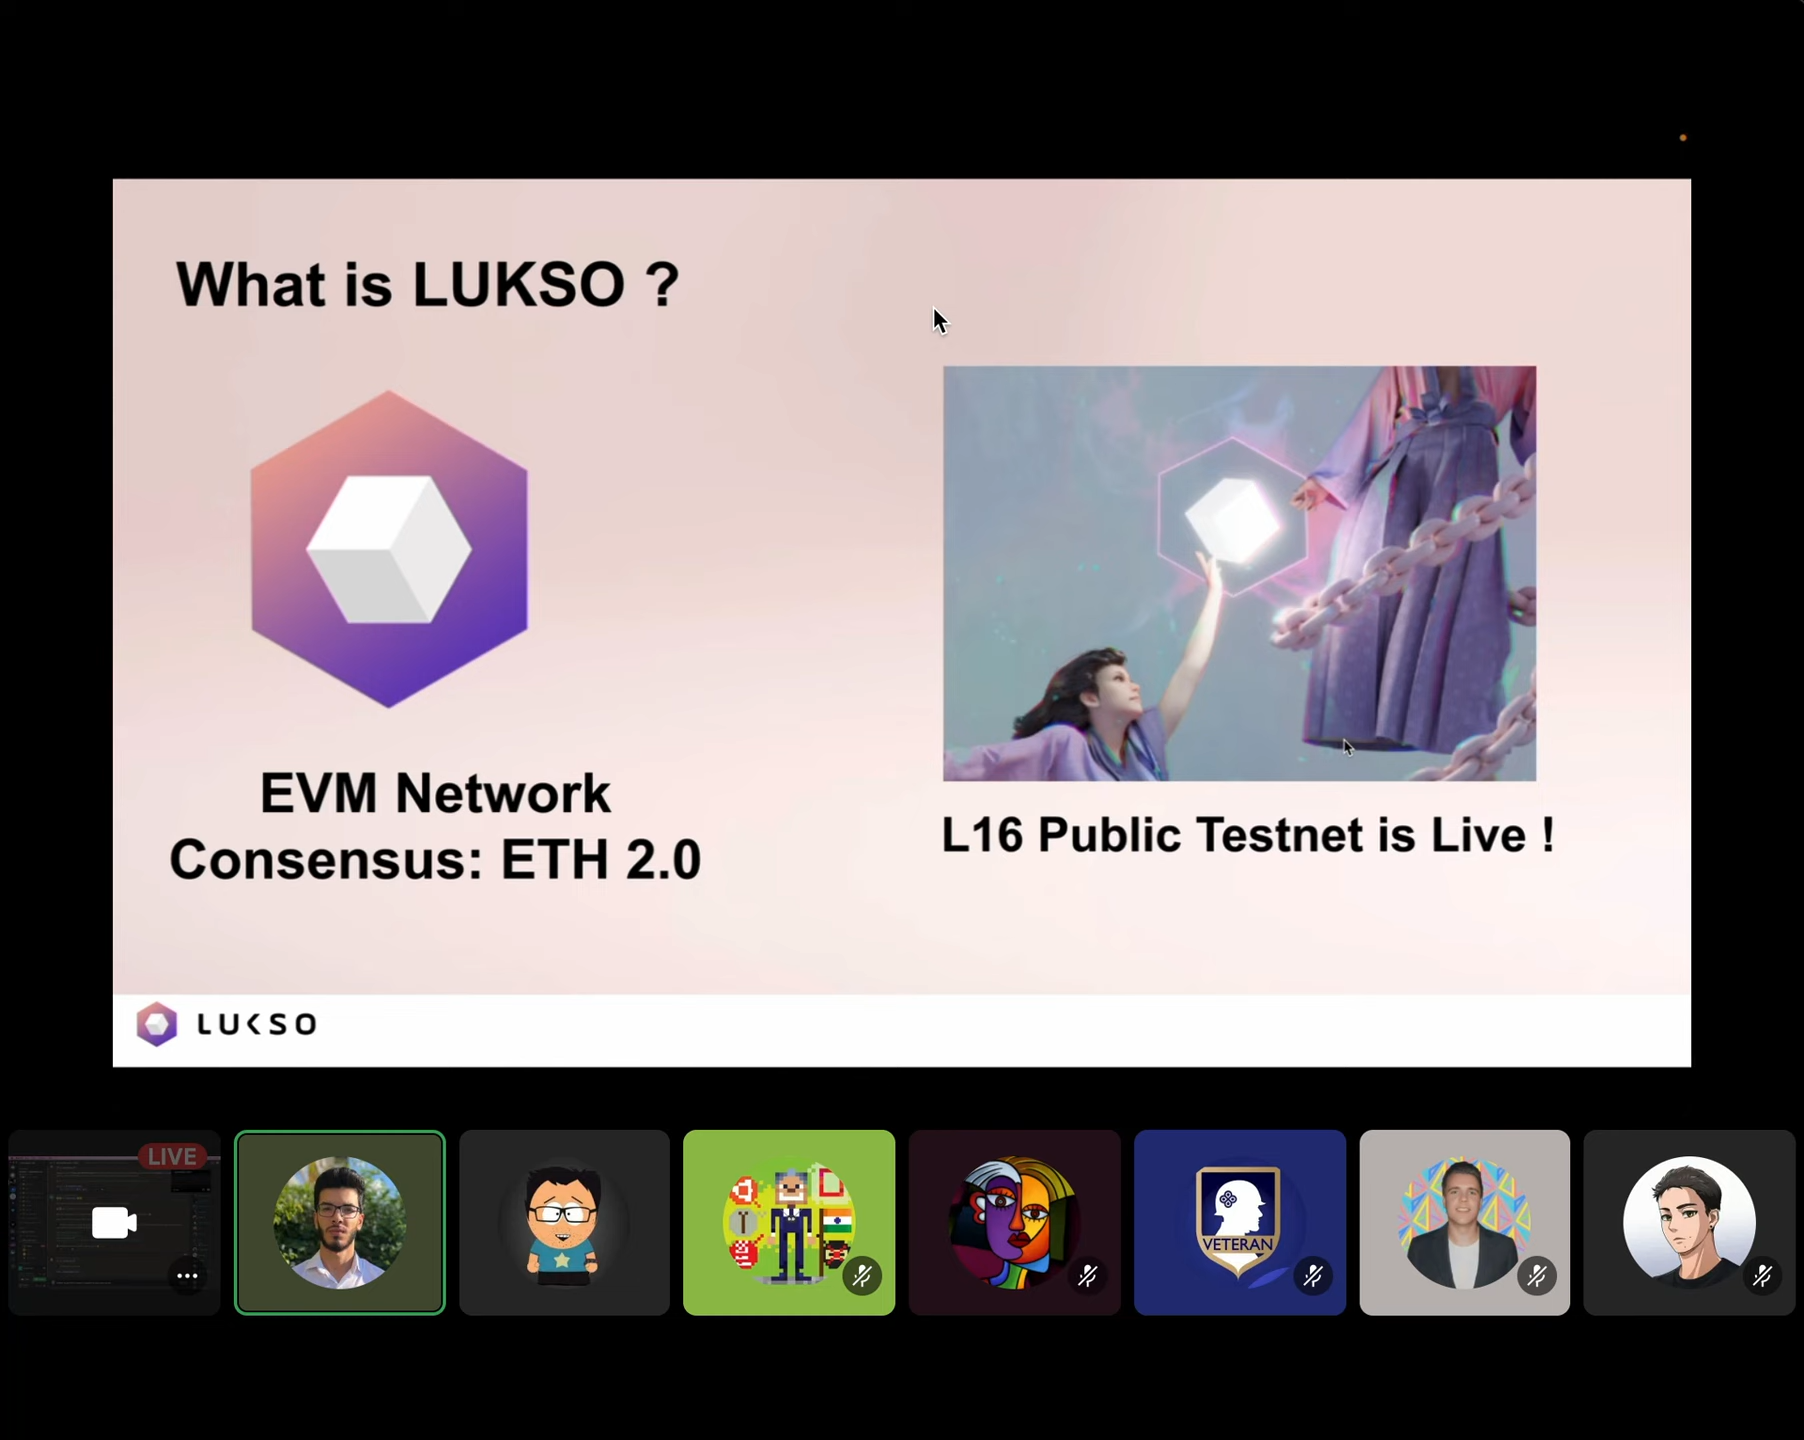 What is LUKSO ?
EVM Network
Consensus: ETH 2.0
L16 Public Testnet is Live !
LUKSO
LIVE
VETERAN